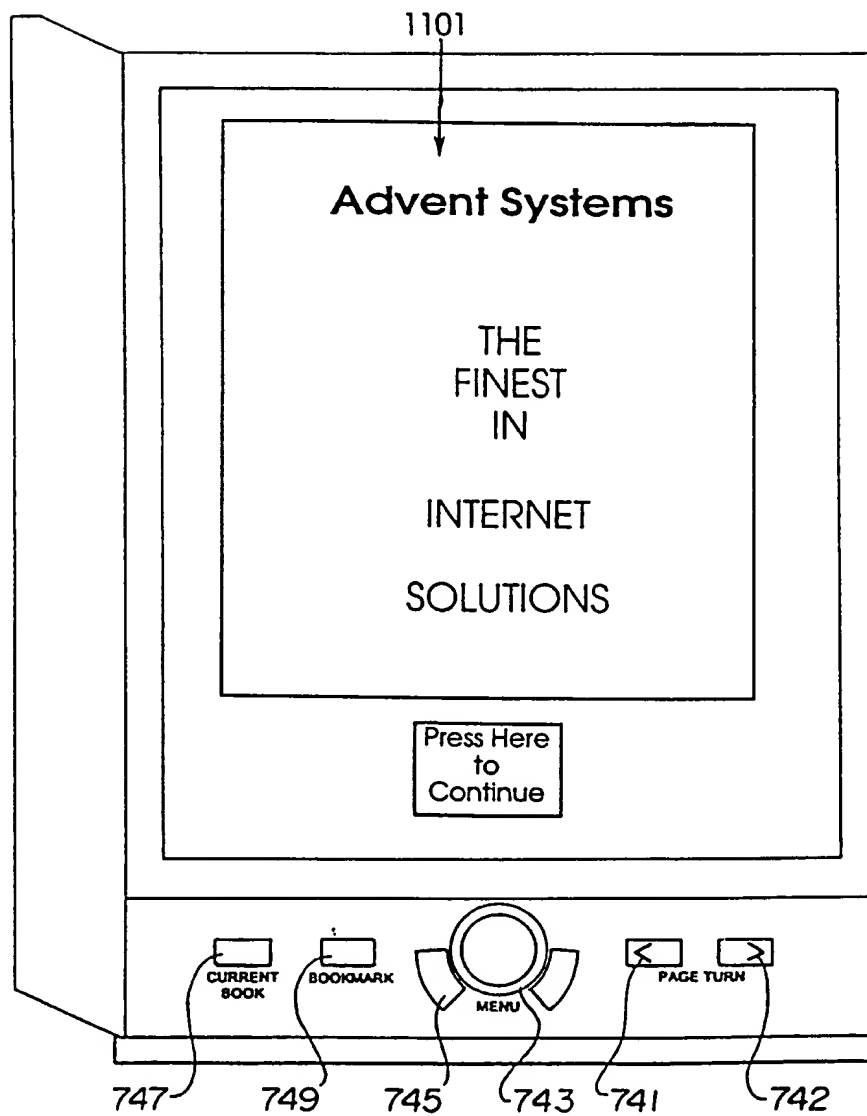 1101
Advent Systems
THE
FINEST
IN
INTERNET
SOLUTIONS
Press Here
to
Continue
< >
CURRENT
BOOK
BOOKMARK
MENU
PAGE TURN
747 749 745 743 741 742